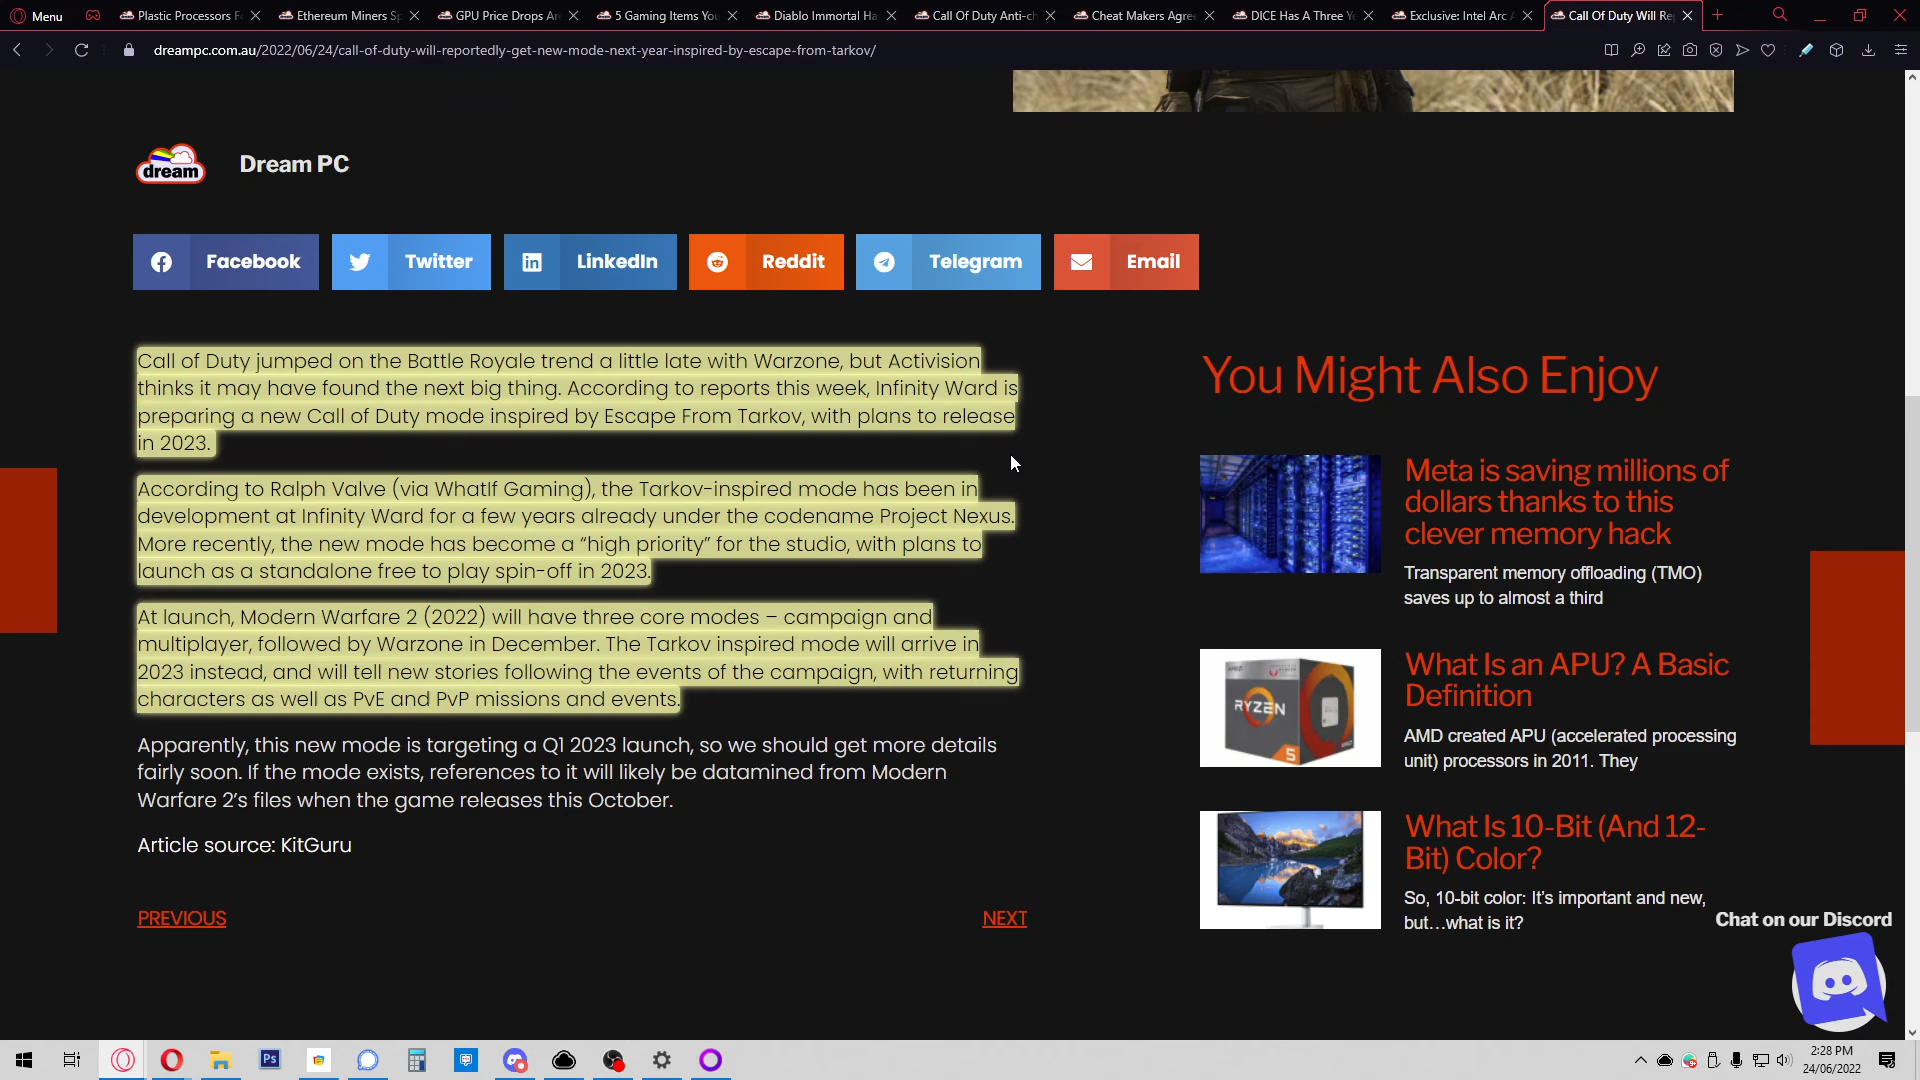 Menu
Plastic Processors F
Ethereum Miners Sp
GPU Price Drops Ar
5 Gaming Items You
Diablo Immortal Ha
Call Of Duty Anti-ch
Cheat Makers Agre
DICE Has A Three Y
Exclusive: Intel Arc A
Call Of Duty Will Re
dreampc.com.au/2022/06/24/call-of-duty-will-reportedly-get-new-mode-next-year-inspired-by-escape-from-tarkov/
dream
Dream PC
Facebook
Twitter
LinkedIn
Reddit
Telegram
Email
Call of Duty jumped on the Battle Royale trend a little late with Warzone, but Activision
thinks it may have found the next big thing. According to reports this week, Infinity Ward is
preparing a new Call of Duty mode inspired by Escape From Tarkov, with plans to release
in 2023.
According to Ralph Valve (via WhatIf Gaming), the Tarkov-inspired mode has been in
development at Infinity Ward for a few years already under the codename Project Nexus.
More recently, the new mode has become a “high priority” for the studio, with plans to
launch as a standalone free to play spin-off in 2023.
At launch, Modern Warfare 2 (2022) will have three core modes – campaign and
multiplayer, followed by Warzone in December. The Tarkov inspired mode will arrive in
2023 instead, and will tell new stories following the events of the campaign, with returning
characters as well as PvE and PvP missions and events.
Apparently, this new mode is targeting a Q1 2023 launch, so we should get more details
fairly soon. If the mode exists, references to it will likely be datamined from Modern
Warfare 2’s files when the game releases this October.
Article source: KitGuru
PREVIOUS
NEXT
You Might Also Enjoy
Meta is saving millions of
dollars thanks to this
clever memory hack
Transparent memory offloading (TMO)
saves up to almost a third
RYZEN
5
What Is an APU? A Basic
Definition
AMD created APU (accelerated processing
unit) processors in 2011. They
What Is 10-Bit (And 12-
Bit) Color?
So, 10-bit color: It’s important and new,
but…what is it?
Chat on our Discord
Ps
2:28 PM
24/06/2022